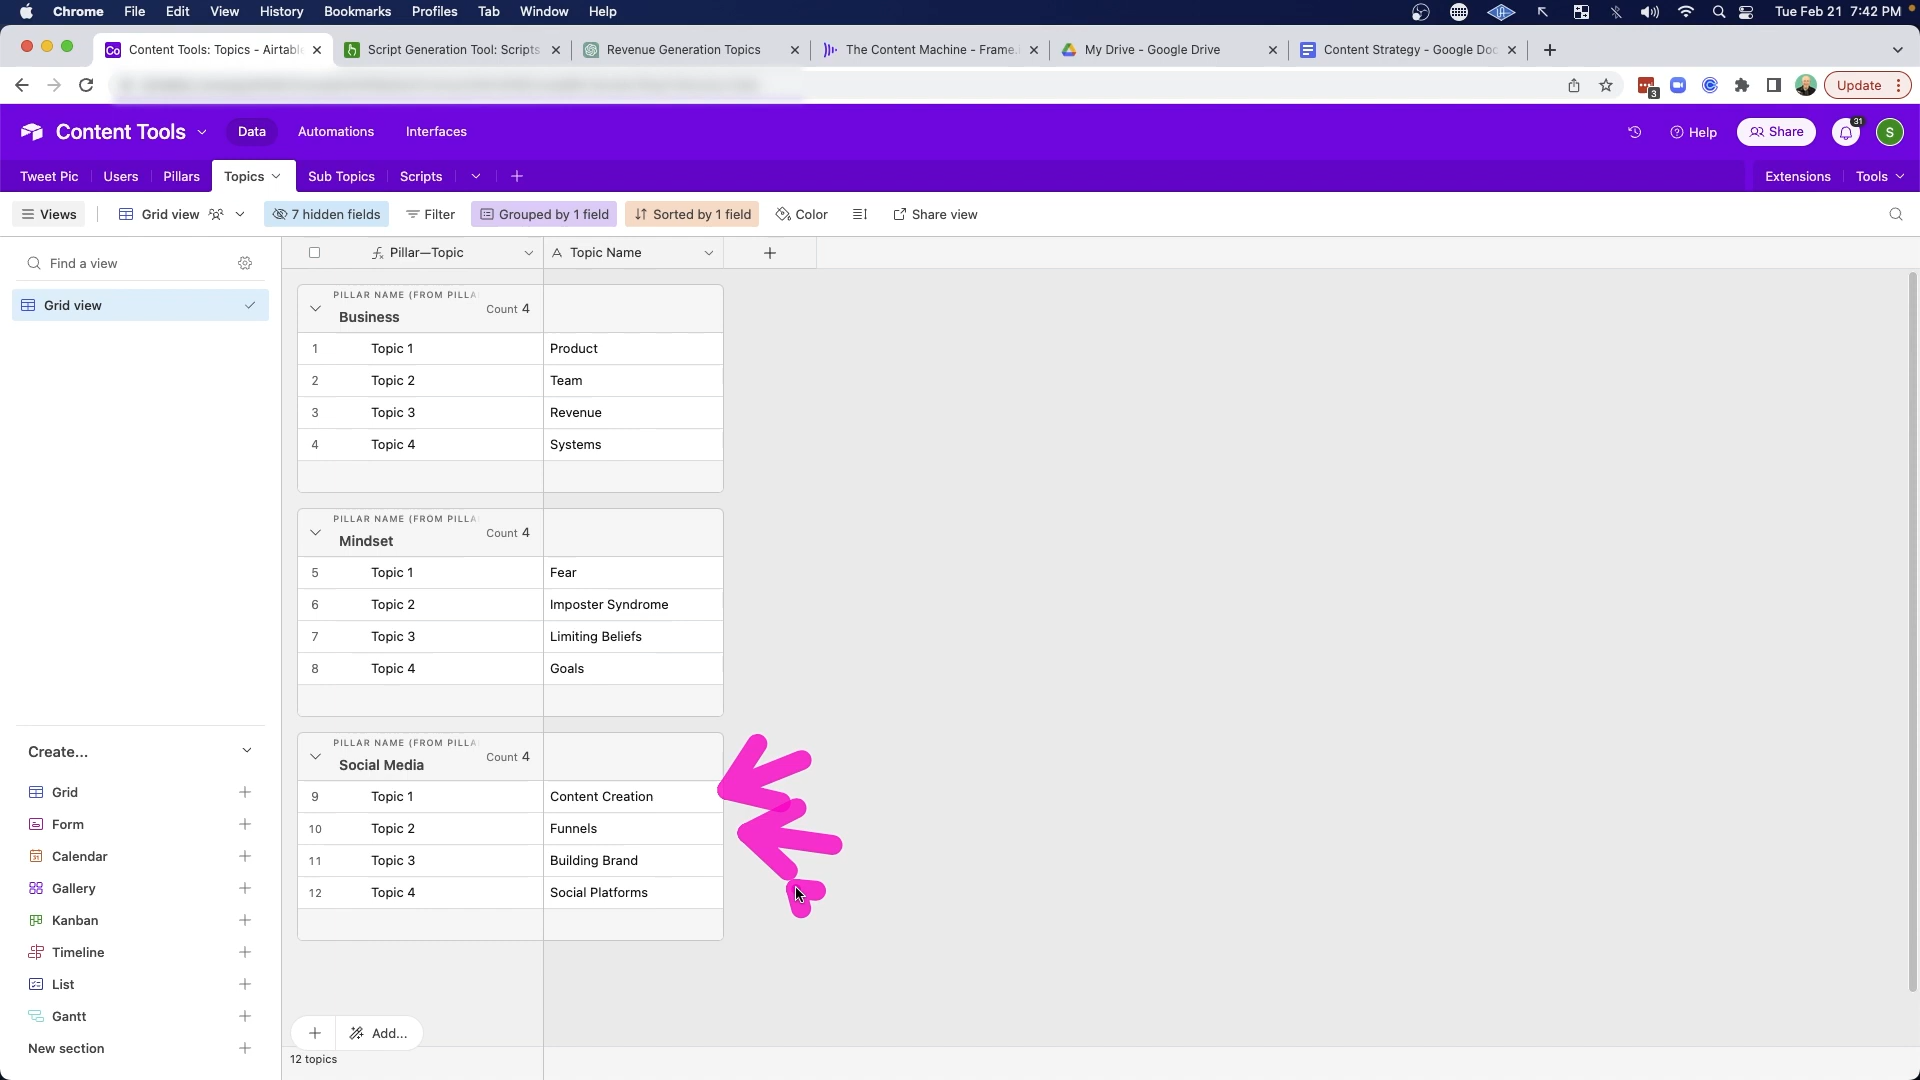 Chrome File Edit View History Bookmarks Profiles Tab Window Help Tue Feb 21 7:42 PM
Content Tools: Topics - Airtable Script Generation Tool: Scripts Revenue Generation Topics The Content Machine - Frame.i My Drive - Google Drive Content Strategy - Google Doc
3 Update
Content Tools Data Automations Interfaces Help Share 31 S
Tweet Pic Users Pillars Topics Sub Topics Scripts Extensions Tools
Views Grid view 7 hidden fields Filter Grouped by 1 field Sorted by 1 field Color Share view
Find a view
Grid view
Pillar—Topic Topic Name
PILLAR NAME (FROM PILLA
Business Count 4
1 Topic 1 Product
2 Topic 2 Team
3 Topic 3 Revenue
4 Topic 4 Systems
PILLAR NAME (FROM PILLA
Mindset Count 4
5 Topic 1 Fear
6 Topic 2 Imposter Syndrome
7 Topic 3 Limiting Beliefs
8 Topic 4 Goals
PILLAR NAME (FROM PILLA
Social Media Count 4
9 Topic 1 Content Creation
10 Topic 2 Funnels
11 Topic 3 Building Brand
12 Topic 4 Social Platforms
Create...
Grid
Form
Calendar
Gallery
Kanban
Timeline
List
Gantt
New section
Add...
12 topics